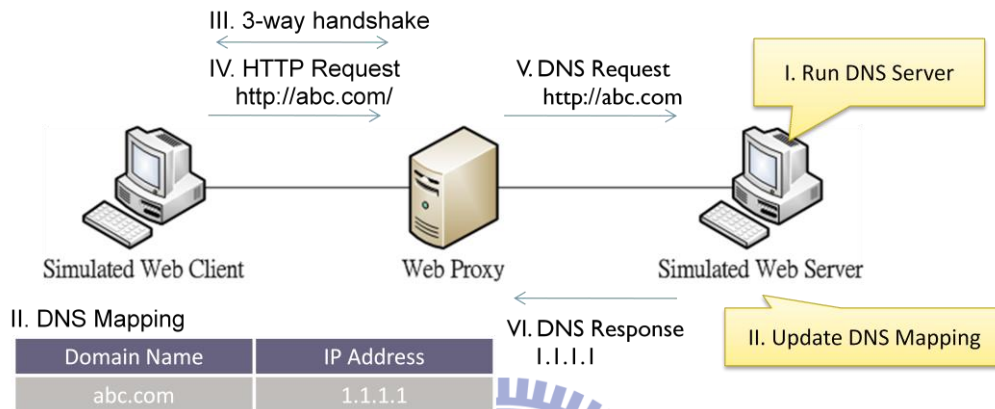 III. 3-way handshake
IV. HTTP Request
http://abc.com/
V. DNS Request
http://abc.com
I. Run DNS Server
Simulated Web Client
Web Proxy
Simulated Web Server
II. DNS Mapping
Domain Name IP Address
abc.com 1.1.1.1
VI. DNS Response
1.1.1.1
II. Update DNS Mapping